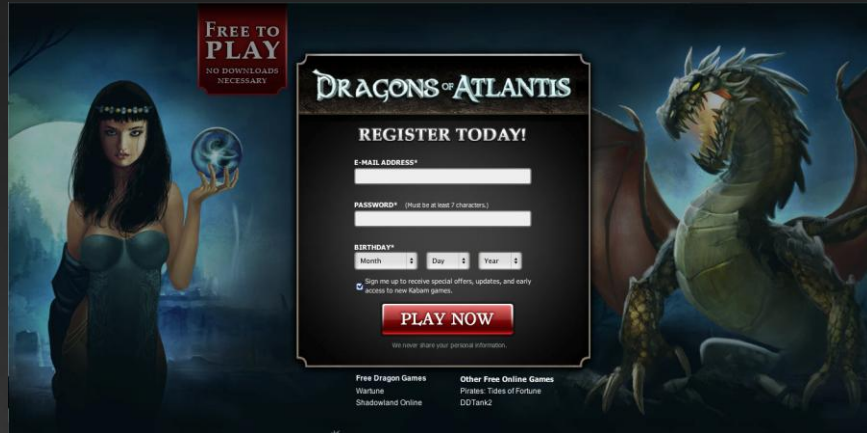 FREE TO
PLAY
NO DOWNLOADS
NECESSARY
DRAGONS OF ATLANTIS
REGISTER TODAY!
E-MAIL ADDRESS*
PASSWORD* (Must be at least 7 characters.)
BIRTHDAY*
Month Day Year
Sign me up to receive special offers, updates, and early
access to new Kabam games.
PLAY NOW
We never share your personal information.
Free Dragon Games Other Free Online Games
Wartune Pirates: Tides of Fortune
Shadowland Online DDTank2